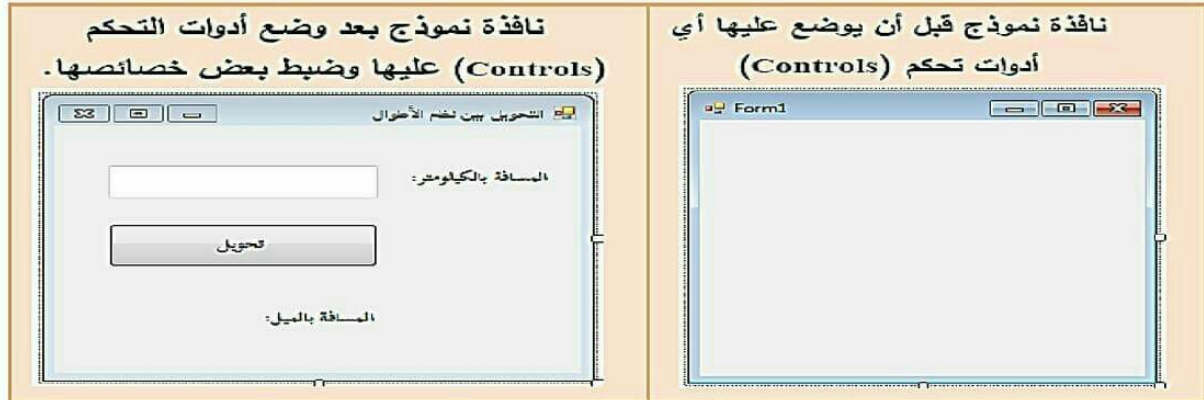 نافذة نموذج قبل أن يوضع عليها أي
أدوات تحكم (Controls)
Form1
نافذة نموذج بعد وضع أدوات التحكم
(Controls) عليها وضبط بعض خصائصها.
التحويل بين نظم الأطوال
المسافة بالكيلومتر:
تحويل
المسافة بالميل: